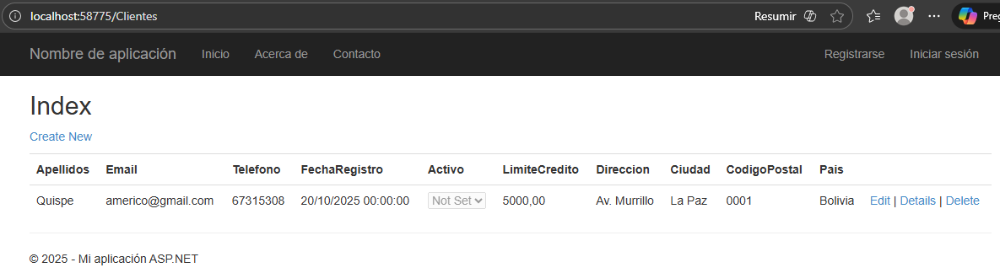 localhost:58775/Clientes Resumir
Nombre de aplicación Inicio Acerca de Contacto Registrarse Iniciar sesión
Index
Create New
Apellidos Email Telefono FechaRegistro Activo LimiteCredito Direccion Ciudad CodigoPostal Pais
Quispe americo@gmail.com 67315308 20/10/2025 00:00:00 Not Set 5000,00 Av. Murrillo La Paz 0001 Bolivia Edit | Details | Delete
© 2025 - Mi aplicación ASP.NET